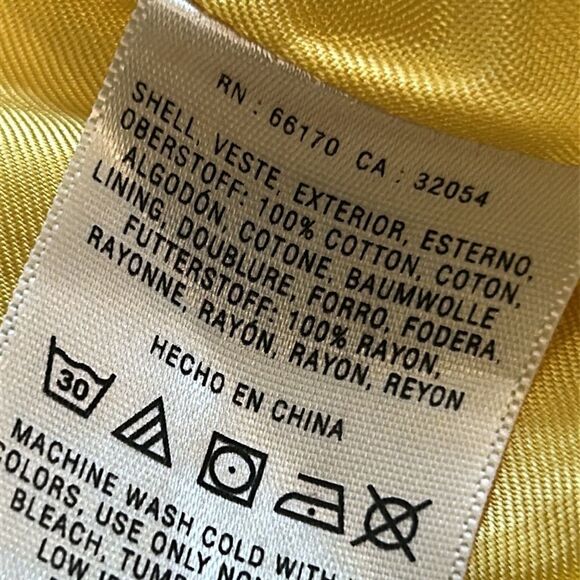 RN : 66170 CA : 32054
SHELL, VESTE, EXTERIOR, ESTERNO,
OBERSTOFF: 100% COTTON, COTON,
ALGODÓN, COTONE, BAUMWOLLE
LINING, DOUBLURE, FORRO, FODERA,
FUTTERSTOFF: 100% RAYON,
RAYONNE, RAYÓN, RAYON, REYON
HECHO EN CHINA
30
MACHINE WASH COLD WITH
COLORS, USE ONLY NON
BLEACH, TUMB
LOW